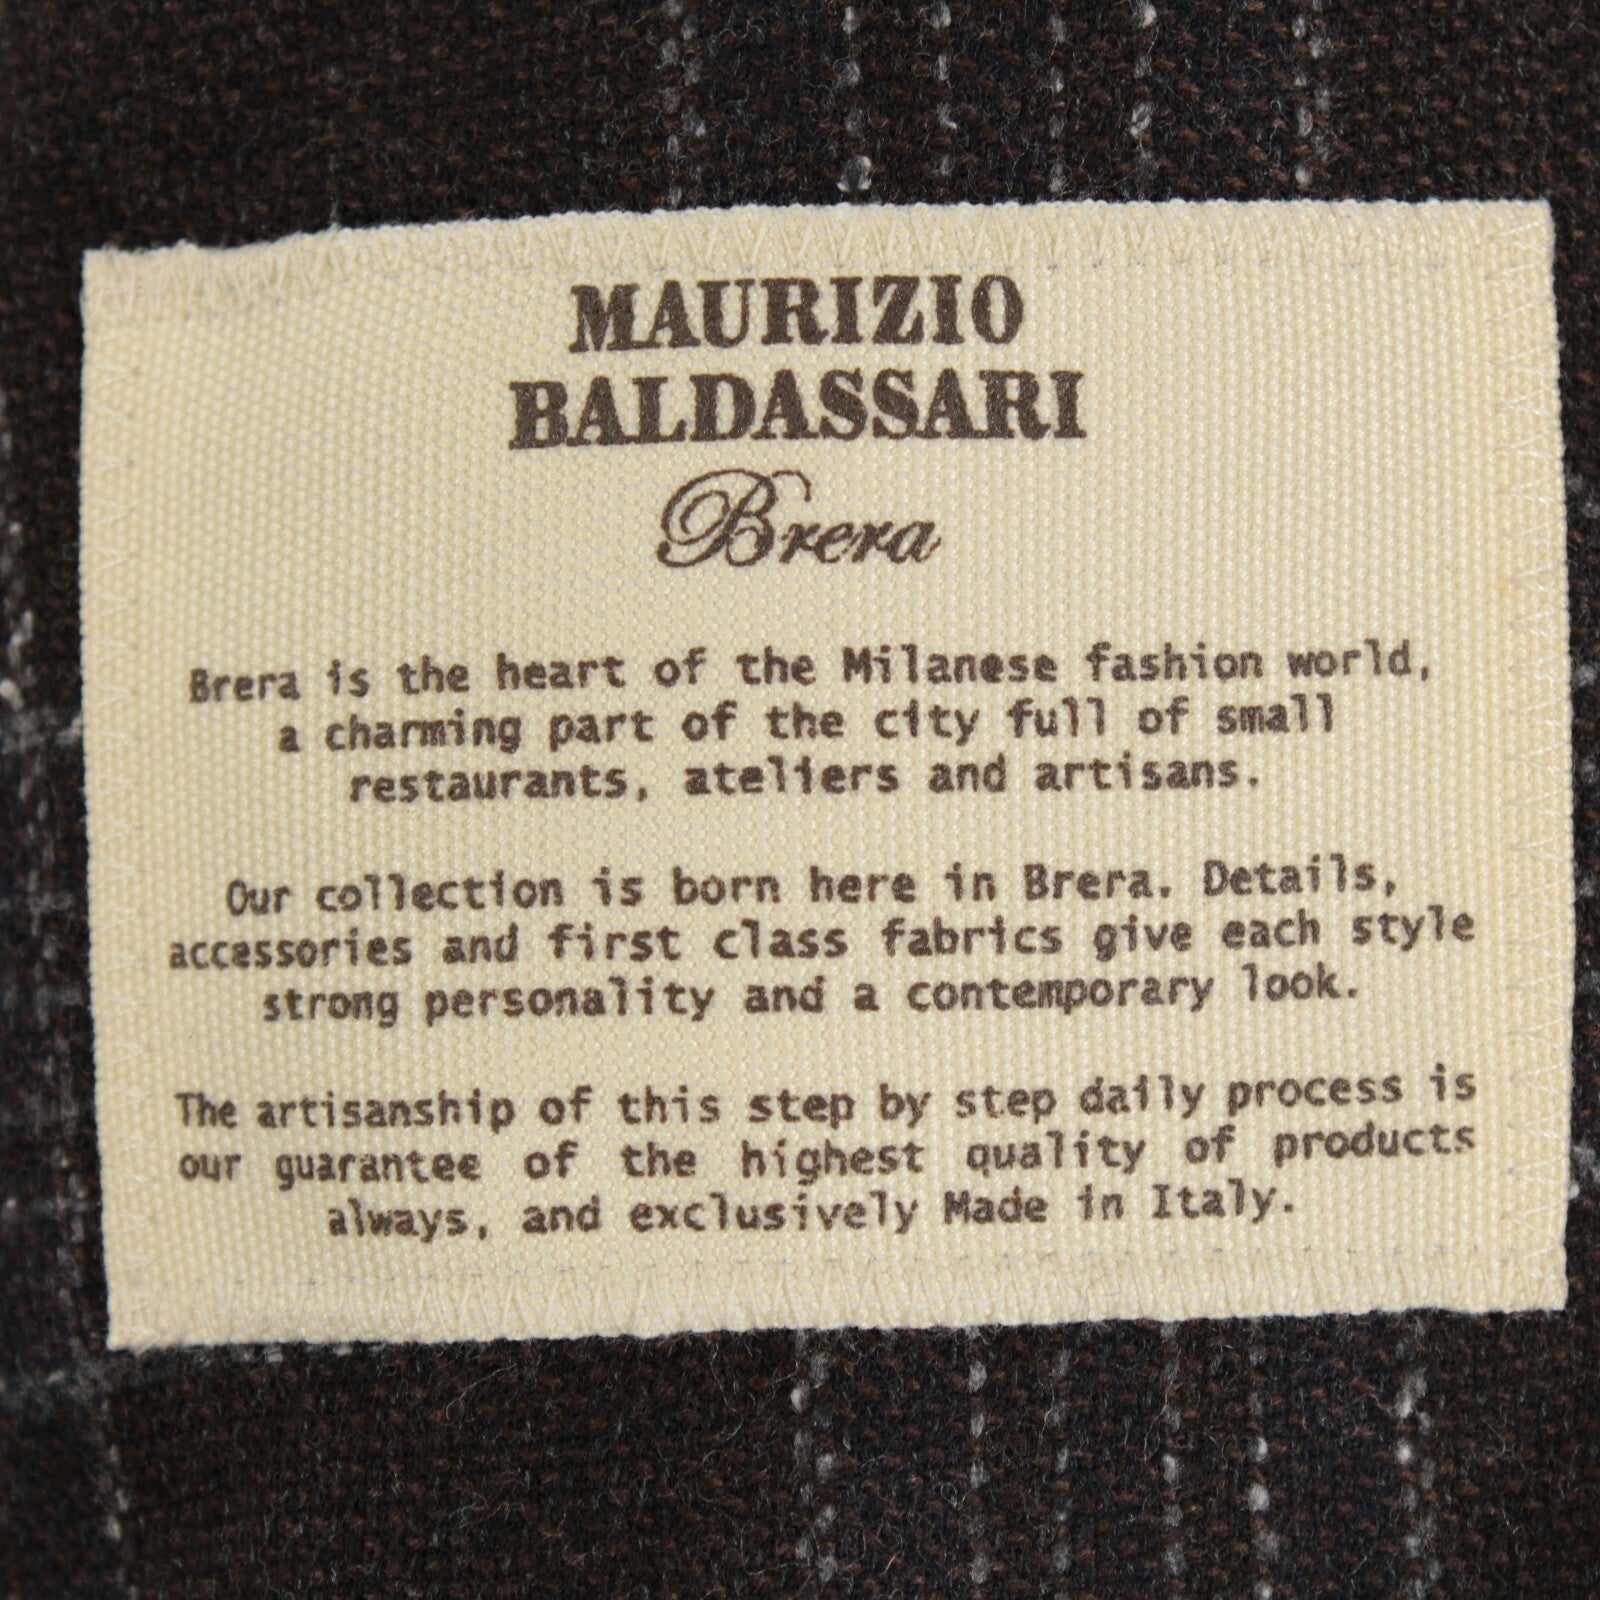 MAURIZIO
BALDASSARI
Brera
Brera is the heart of the Milanese fashion world,
a charming part of the city full of small
restaurants, ateliers and artisans.
Our collection is born here in Brera. Details,
accessories and first class fabrics give each style
strong personality and a contemporary look.
The artisanship of this step by step daily process is
our guarantee of the highest quality of products
always, and exclusively Made in Italy.